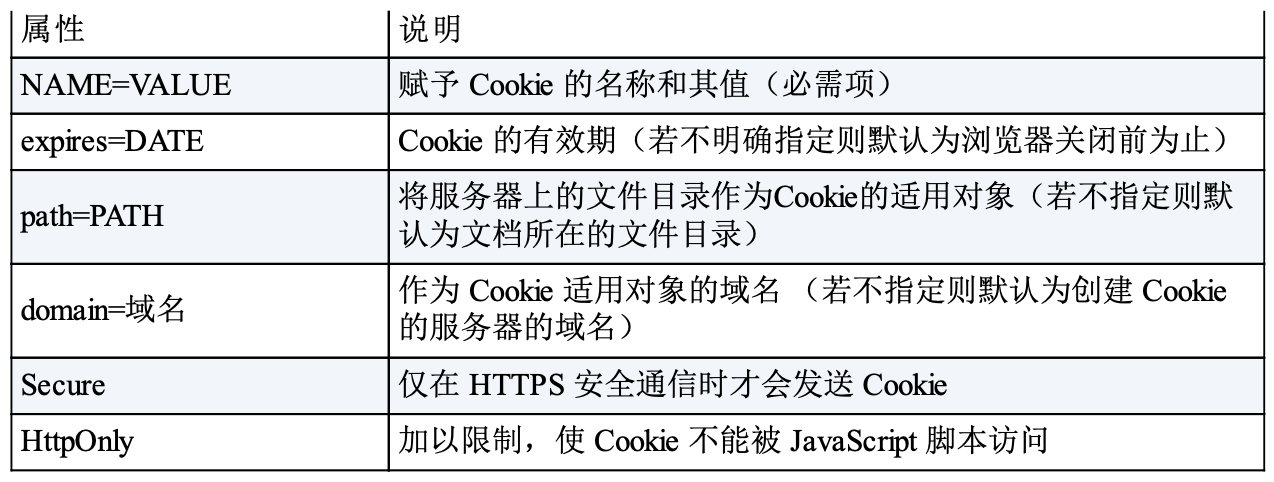 属性 说明
NAME=VALUE 赋予 Cookie 的名称和其值（必需项）
expires=DATE Cookie 的有效期（若不明确指定则默认为浏览器关闭前为止）
path=PATH 将服务器上的文件目录作为Cookie的适用对象（若不指定则默
认为文档所在的文件目录）
domain=域名 作为 Cookie 适用对象的域名 （若不指定则默认为创建 Cookie
的服务器的域名）
Secure 仅在 HTTPS 安全通信时才会发送 Cookie
HttpOnly 加以限制，使 Cookie 不能被 JavaScript 脚本访问